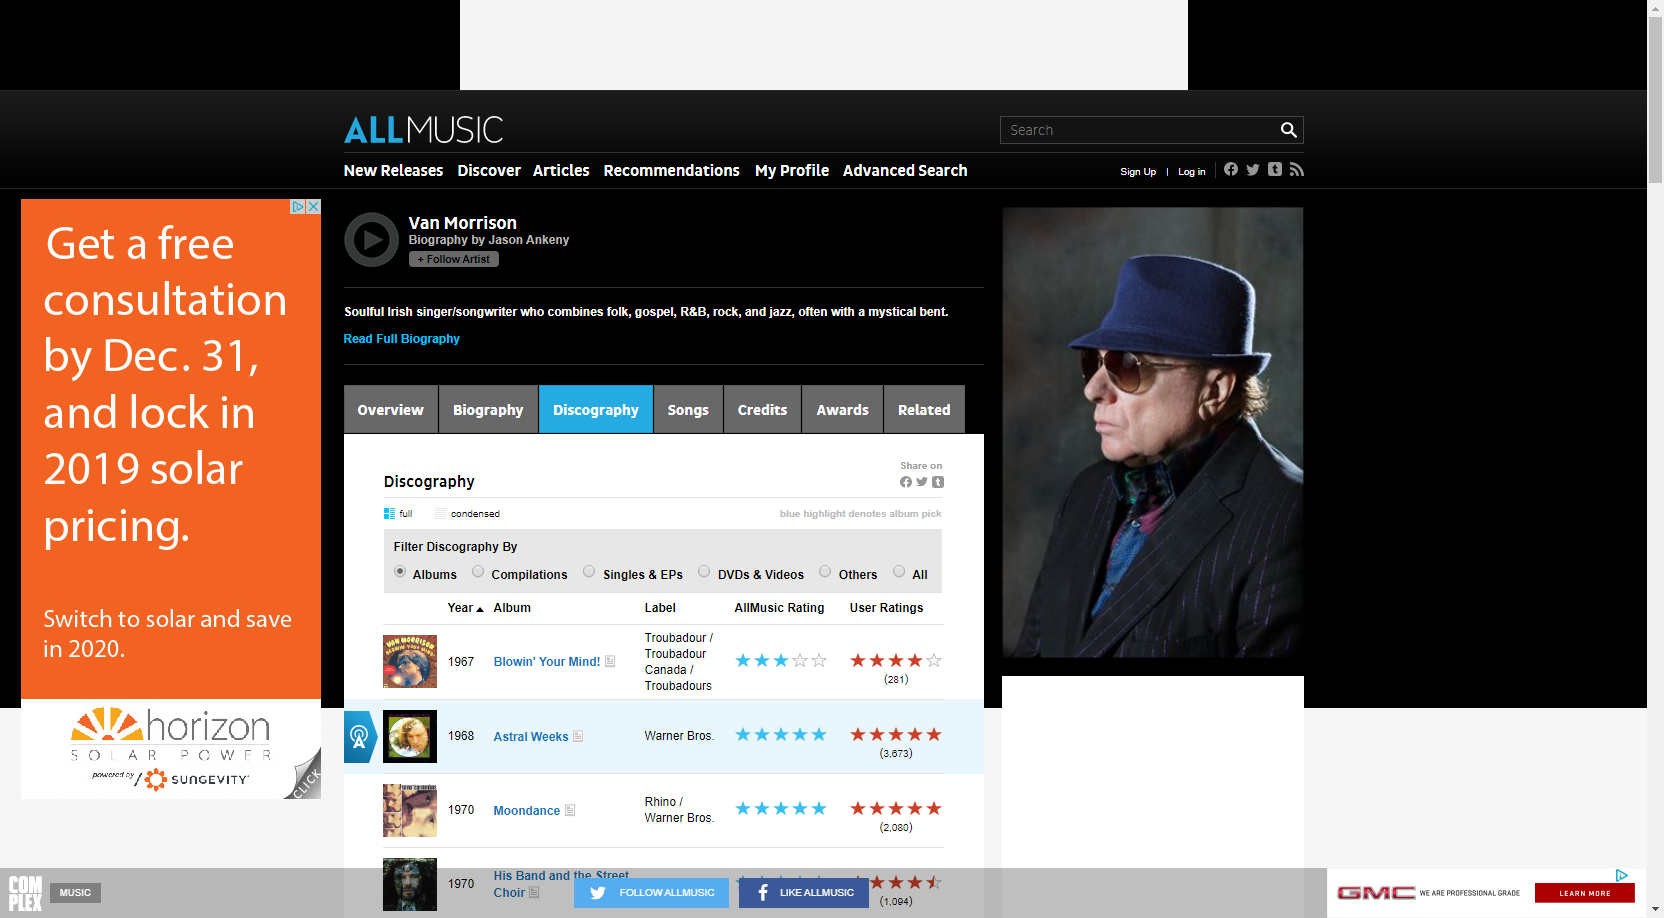 ALLMUSIC
Search
New Releases Discover Articles Recommendations My Profile Advanced Search
Sign Up | Log in
Get a free
consultation
by Dec. 31,
and lock in
2019 solar
pricing.
Switch to solar and save
in 2020.
horizon
SOLAR POWER
powered by
SUNGEVITY
CLICK
Van Morrison
Biography by Jason Ankeny
+ Follow Artist
Soulful Irish singer/songwriter who combines folk, gospel, R&B, rock, and jazz, often with a mystical bent.
Read Full Biography
Overview Biography Discography Songs Credits Awards Related
Share on
Discography
full condensed blue highlight denotes album pick
Filter Discography By
Albums Compilations Singles & EPs DVDs & Videos Others All
Year Album Label AllMusic Rating User Ratings
VAN MORRISON
BLOWIN' YOUR MIND!
1967 Blowin' Your Mind!
Troubadour /
Troubadour
Canada /
Troubadours
(281)
1968 Astral Weeks Warner Bros.
(3,673)
1970 Moondance
Rhino /
Warner Bros.
(2,080)
1970
His Band and the Street
Choir
(1,094)
COMPLEX
MUSIC
FOLLOW ALLMUSIC
LIKE ALLMUSIC
GMC WE ARE PROFESSIONAL GRADE LEARN MORE